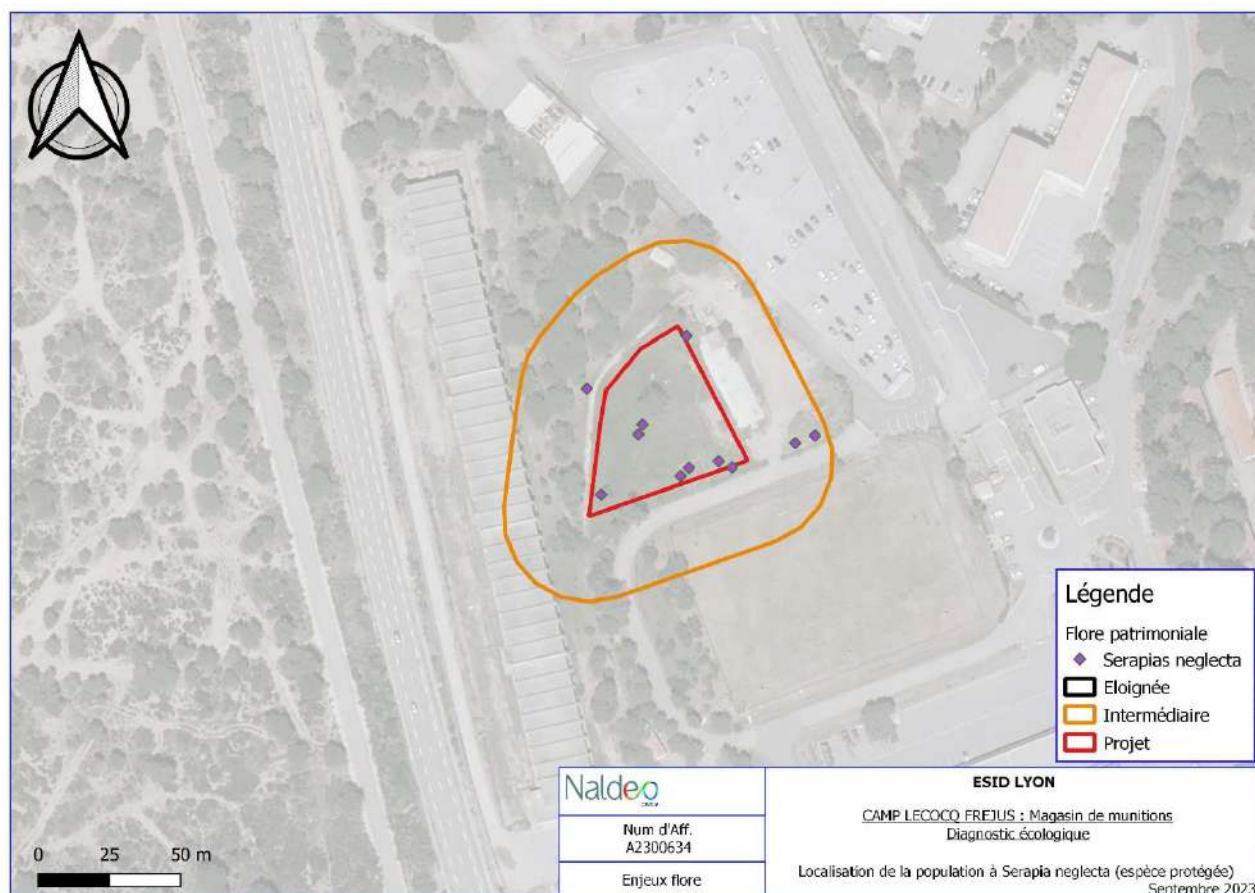 Légende
Flore patrimoniale
Serapias neglecta
Eloignée
Intermédiaire
Projet
0 25 50 m
Naldeo
Num d'Aff.
A2300634
Enjeux flore
ESID LYON
CAMP LECOCQ FREJUS : Magasin de munitions
Diagnostic écologique
Localisation de la population à Serapia neglecta (espèce protégée)
Septembre 2023